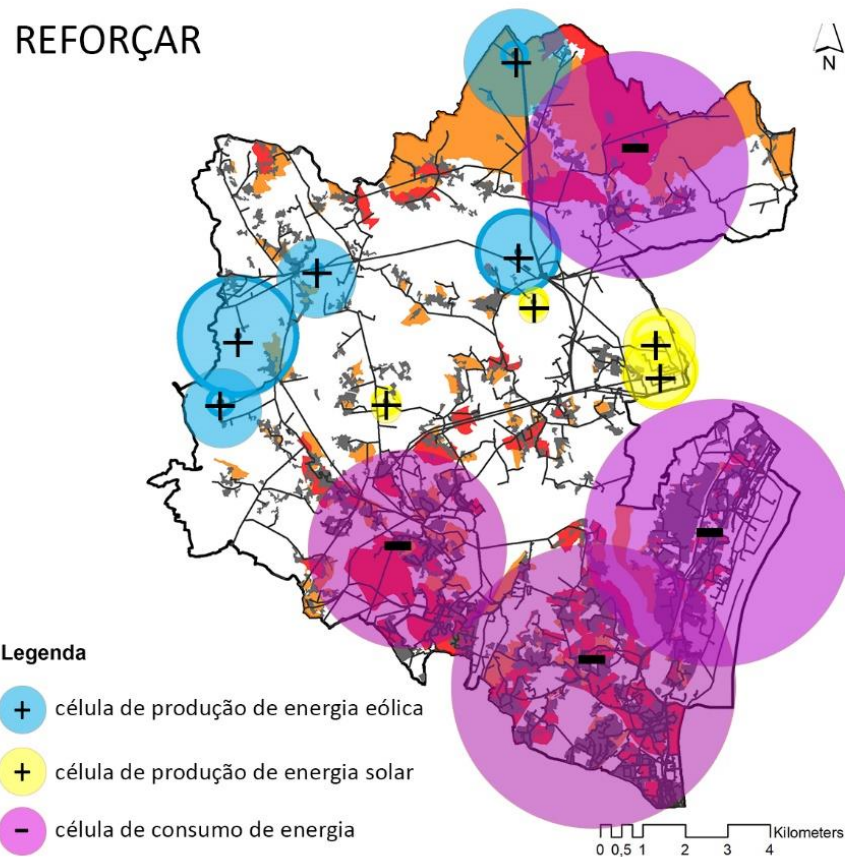 REFORÇAR
N
Legenda
+ célula de produção de energia eólica
+ célula de produção de energia solar
- célula de consumo de energia
Kilometers
0 0,5 1 2 3 4